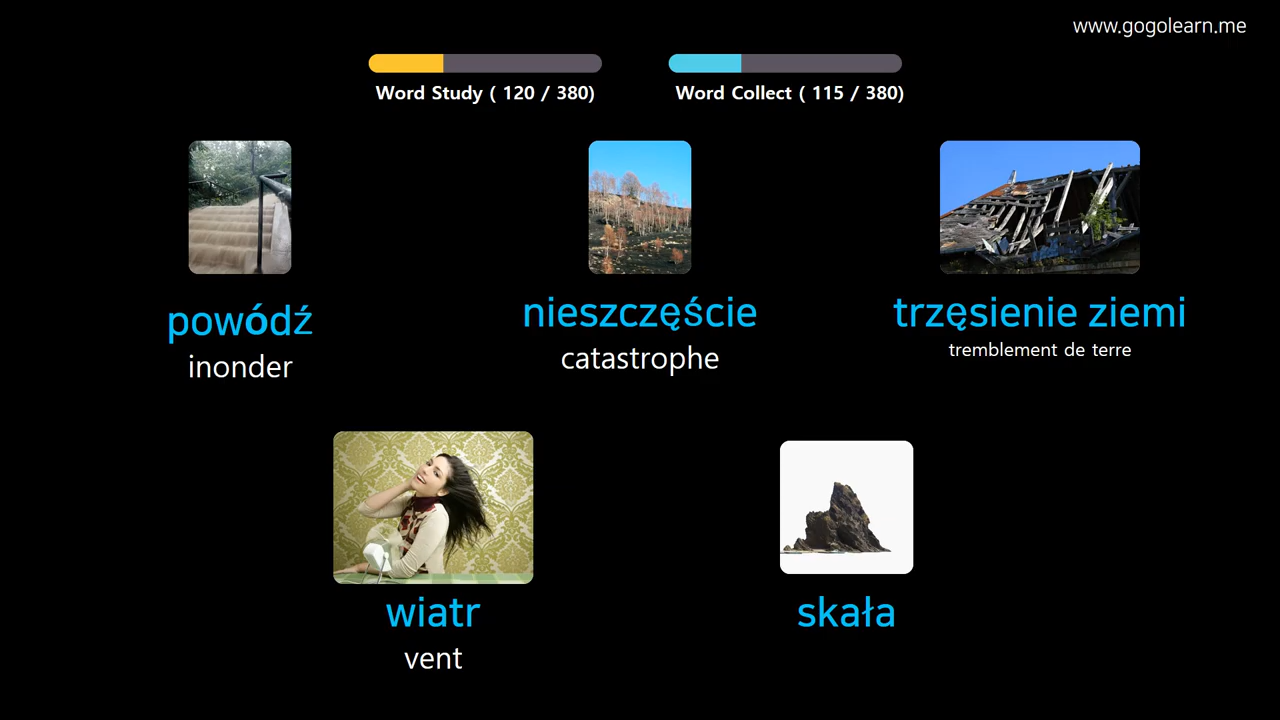 www.gogolearn.me
Word Study ( 120 / 380)
Word Collect ( 115 / 380)
powódź
inonder
nieszczęście
catastrophe
trzęsienie ziemi
tremblement de terre
wiatr
vent
skała